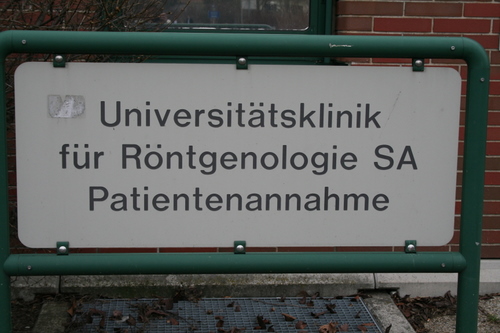 Universitätsklinik
für Röntgenologie SA
Patientenannahme